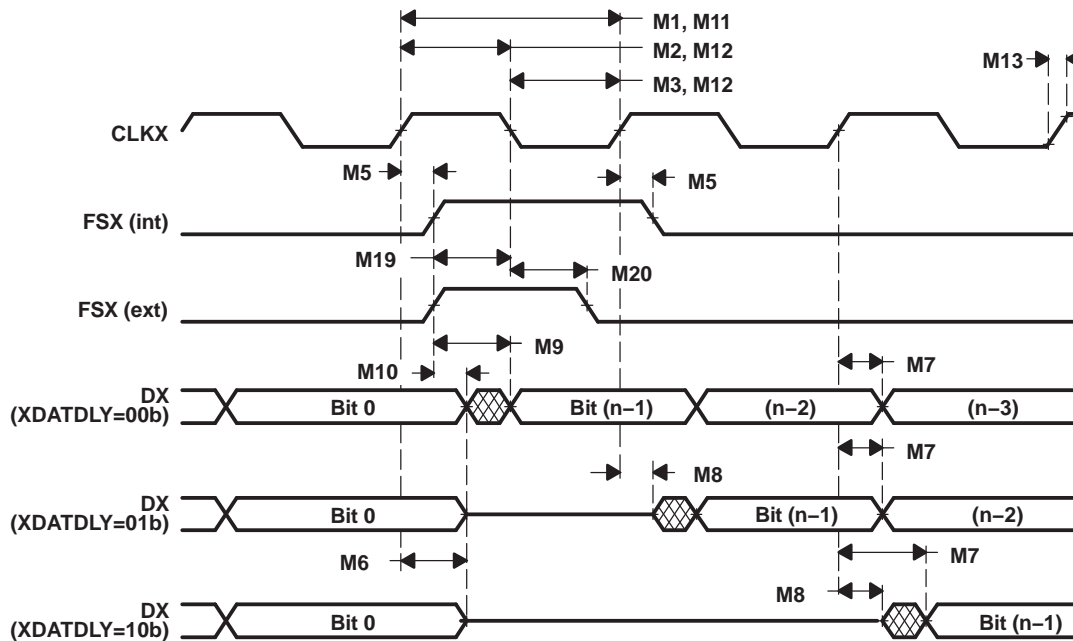 M1, M11
M2, M12
M13
M3, M12
CLKX
M5
M5
FSX (int)
M19
M20
FSX (ext)
M9
M10
M7
DX
(XDATDLY=00b)
Bit 0
Bit (n−1)
(n−2)
(n−3)
M7
M8
DX
(XDATDLY=01b)
Bit 0
Bit (n−1)
(n−2)
M6
M7
M8
DX
(XDATDLY=10b)
Bit 0
Bit (n−1)